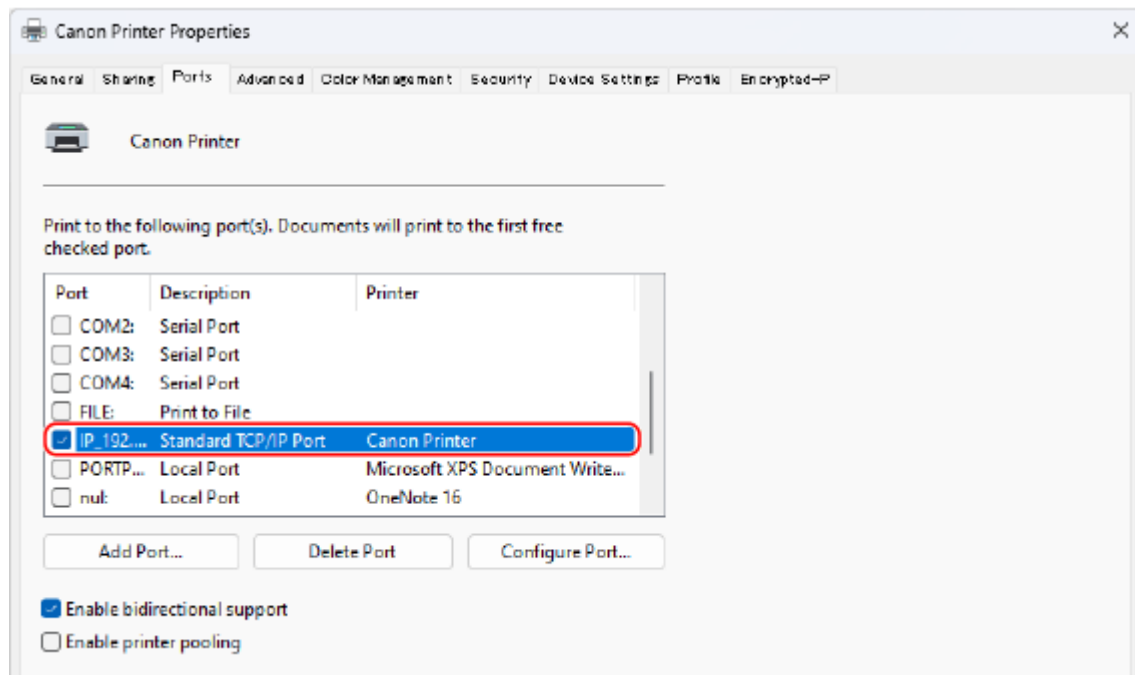 Canon Printer Properties
General Sharing Ports Advanced Color Management Security Device Settings Profile Encrypted-P
Canon Printer
Print to the following port(s). Documents will print to the first free
checked port.
Port Description Printer
COM2: Serial Port
COM3: Serial Port
COM4: Serial Port
FILE: Print to File
IP_192.... Standard TCP/IP Port Canon Printer
PORTP... Local Port Microsoft XPS Document Write...
nul: Local Port OneNote 16
Add Port... Delete Port Configure Port...
Enable bidirectional support
Enable printer pooling